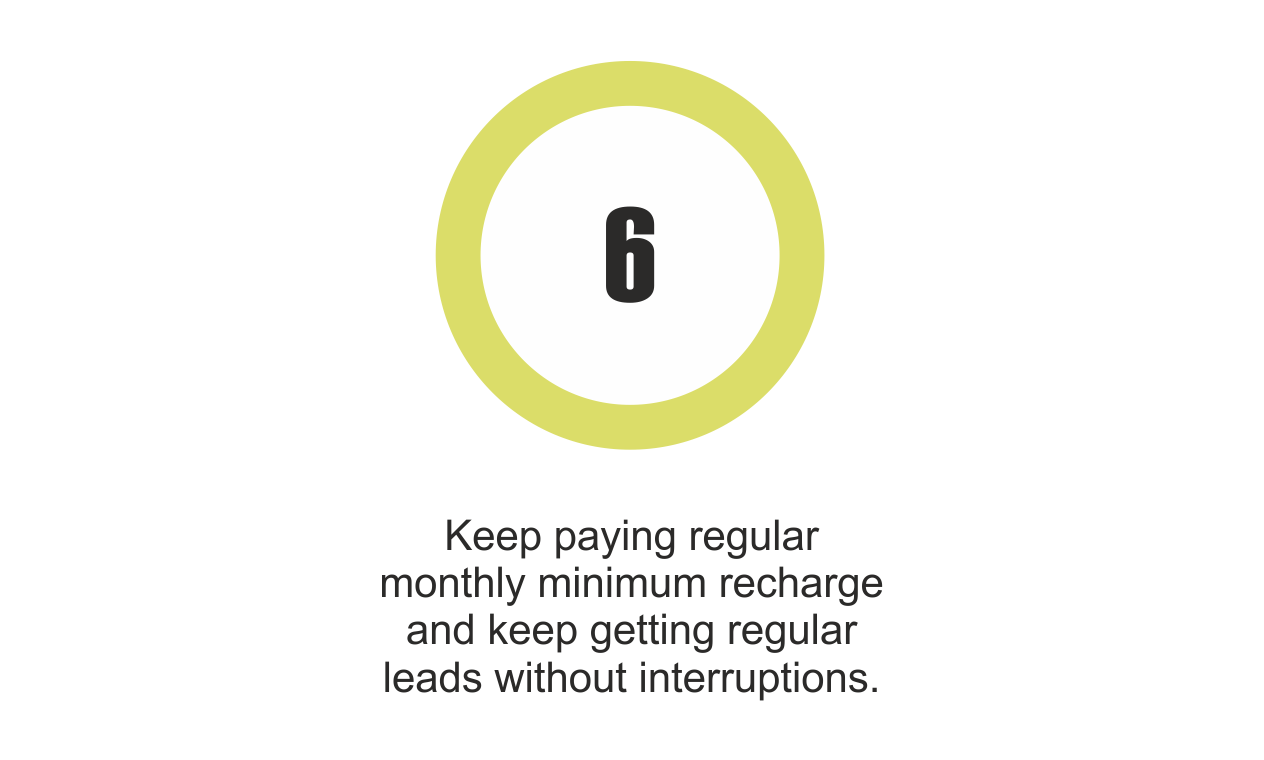 6
Keep paying regular
monthly minimum recharge
and keep getting regular
leads without interruptions.